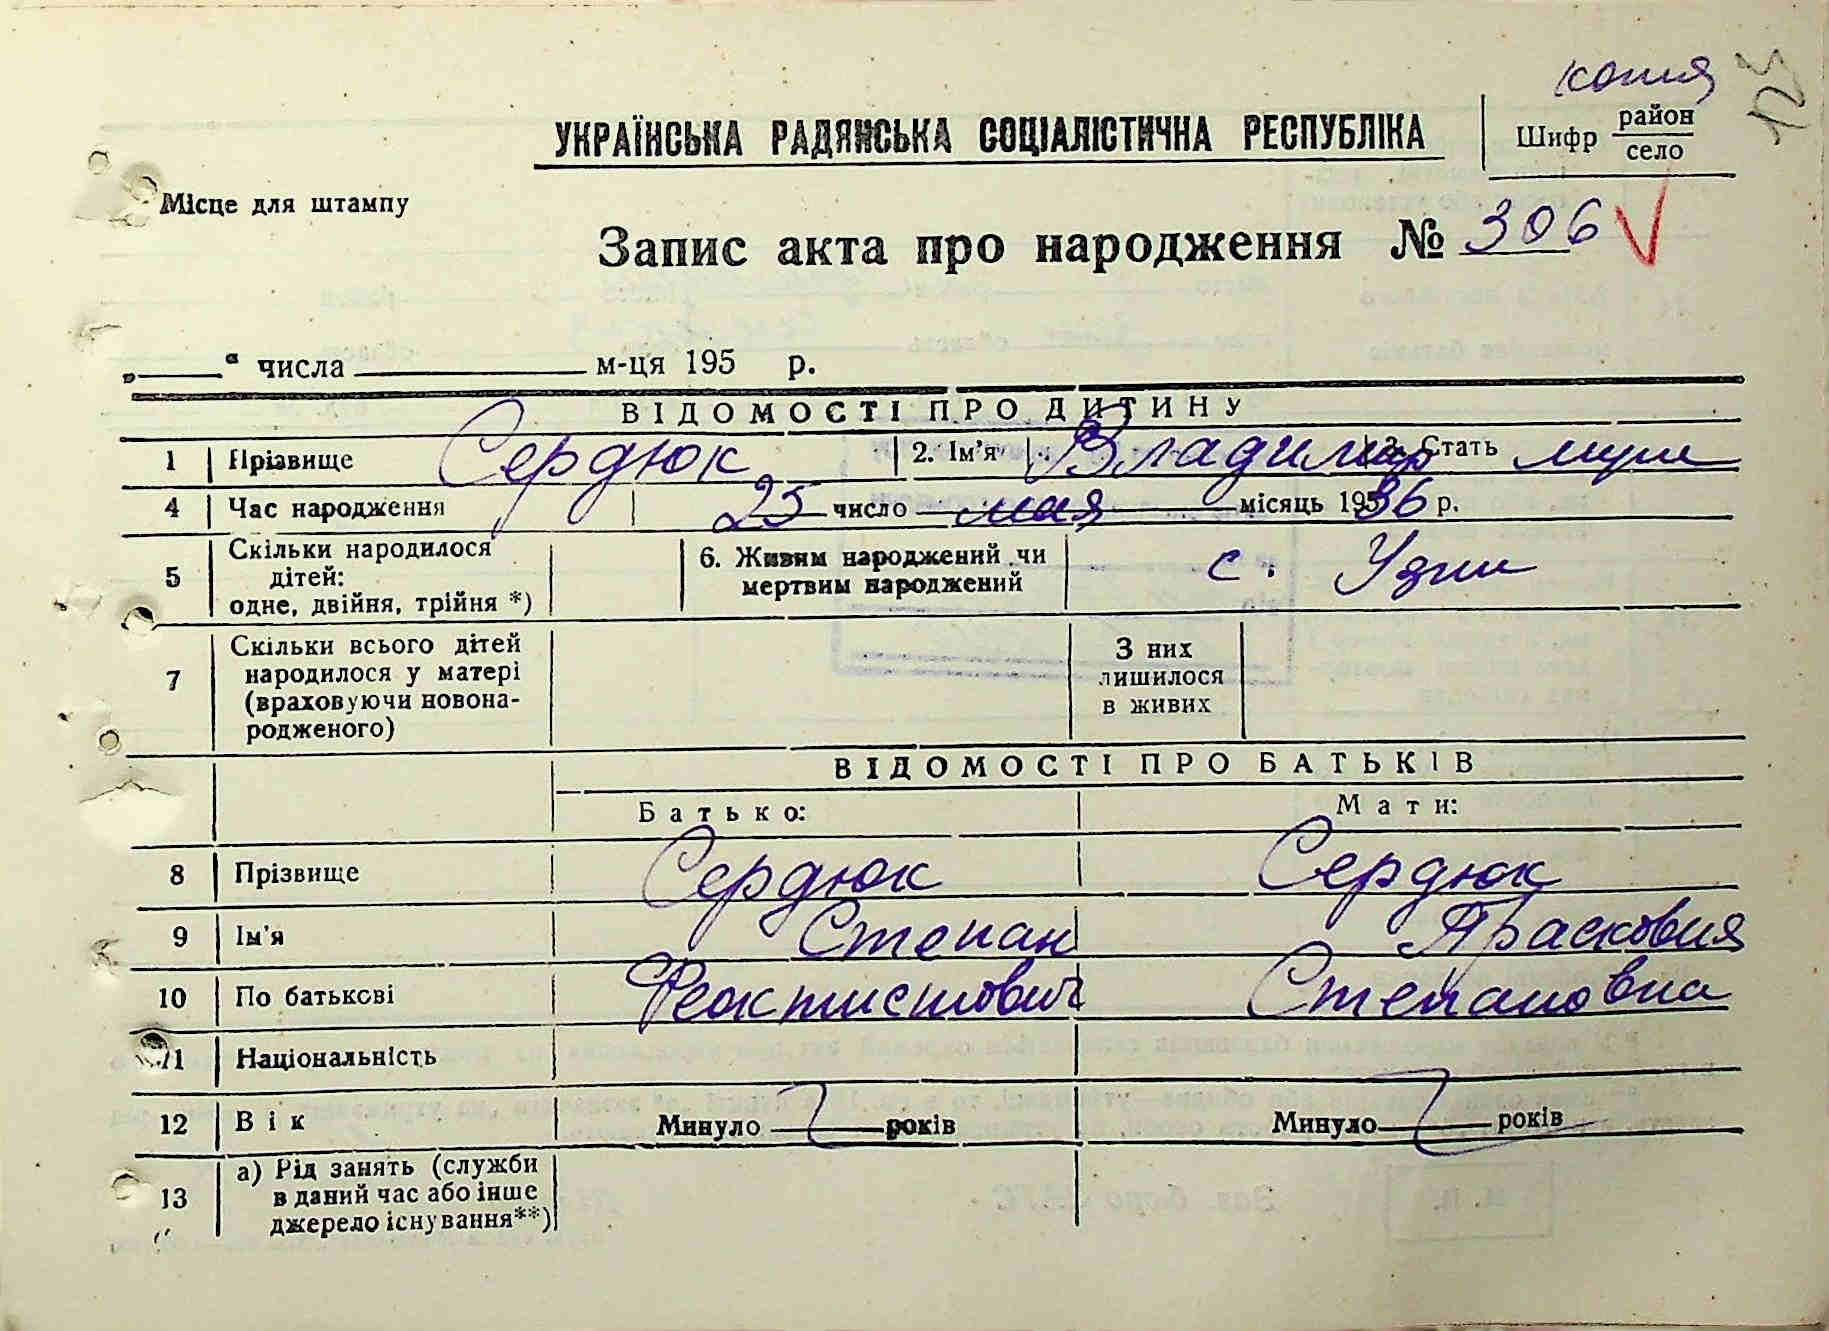 копия
123
УКРАЇНСЬКА РАДЯНСЬКА СОЦІАЛІСТИЧНА РЕСПУБЛІКА
Шифр район
село
Місце для штампу
Запис акта про народження № 306
„ “ числа м-ця 195 р.
ВІДОМОСТІ ПРО ДИТИНУ
1 Прізвище Сердюк 2. Ім'я Владимир 3. Стать муж
4 Час народження 25 число мая місяць 1936 р.
5 Скільки народилося дітей: одне, двійня, трійня *) 6. Живим народжений чи мертвим народжений с. Узин
7 Скільки всього дітей народилося у матері (враховуючи новонародженого) З них лишилося в живих
ВІДОМОСТІ ПРО БАТЬКІВ
Батько: Мати:
8 Прізвище Сердюк Сердюк
9 Ім'я Степан Прасковия
10 По батькові Феоктистович Степановна
11 Національність
12 Вік Минуло років Минуло років
13 а) Рід занять (служби в даний час або інше джерело існування**)